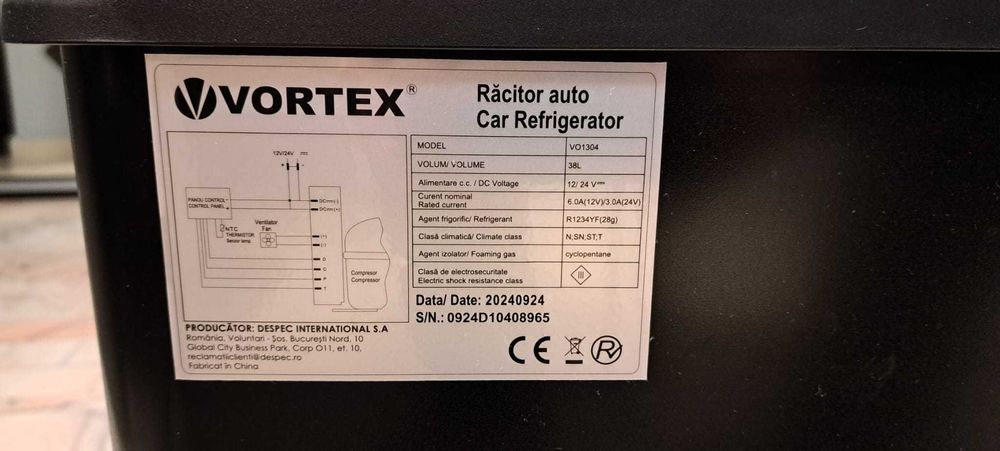 VORTEX®
Răcitor auto
Car Refrigerator
12V/24V
+ -
PANOU CONTROL
CONTROL PANEL
DCinm(-)
DCinm(+)
NTC
THERMISTOR
Senzor temp
Ventilator
Fan
(+)
(-)
D
C
P
T
Compresor
Compressor
MODEL VO1304
VOLUM/ VOLUME 38L
Alimentare c.c. / DC Voltage 12/ 24 V
Curent nominal
Rated current 6.0A(12V)/3.0A(24V)
Agent frigorific/ Refrigerant R1234YF(28g)
Clasă climatică/ Climate class N;SN;ST;T
Agent izolator/ Foaming gas cyclopentane
Clasă de electrosecuritate
Electric shock resistance class III
Data/ Date: 20240924
S/N.: 0924D10408965
PRODUCĂTOR: DESPEC INTERNATIONAL S.A
România, Voluntari - Șos. București Nord, 10
Global City Business Park, Corp O11, et. 10,
reclamatiiclienti@despec.ro
Fabricat în China
CE
R